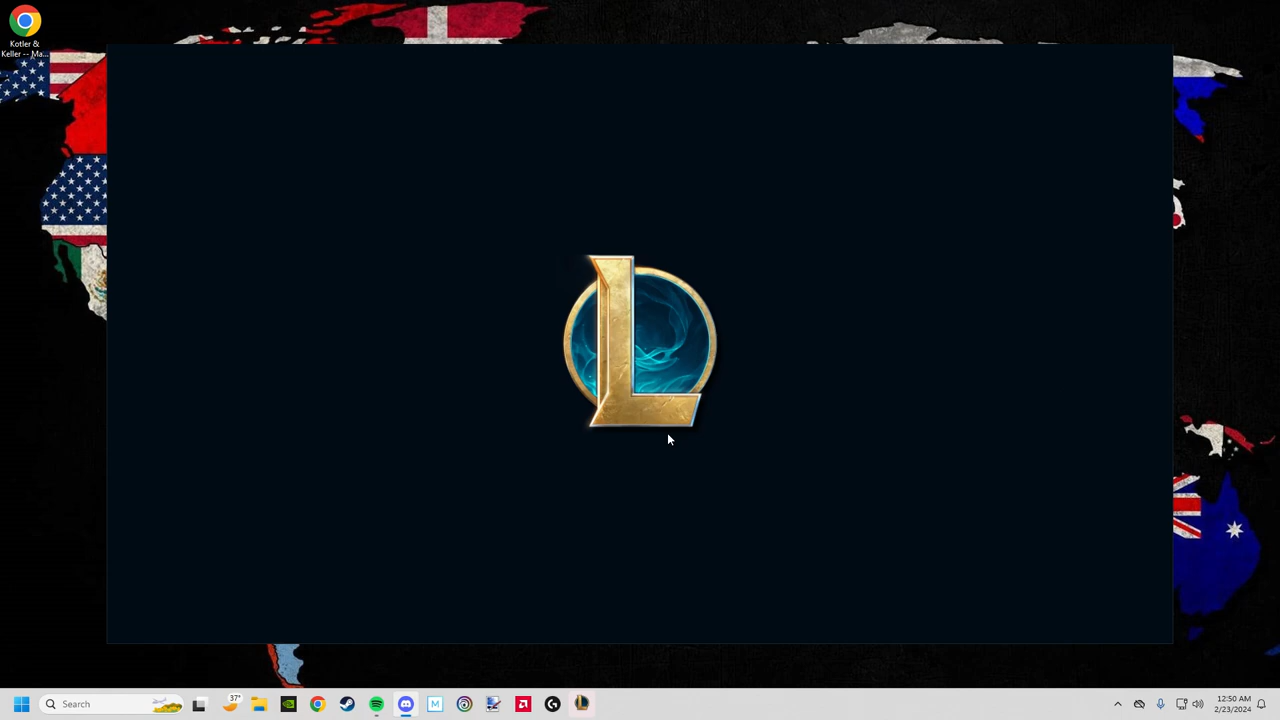 Kotler &
Keller -- Ma...
L
37°
Search
M
12:50 AM
2/23/2024